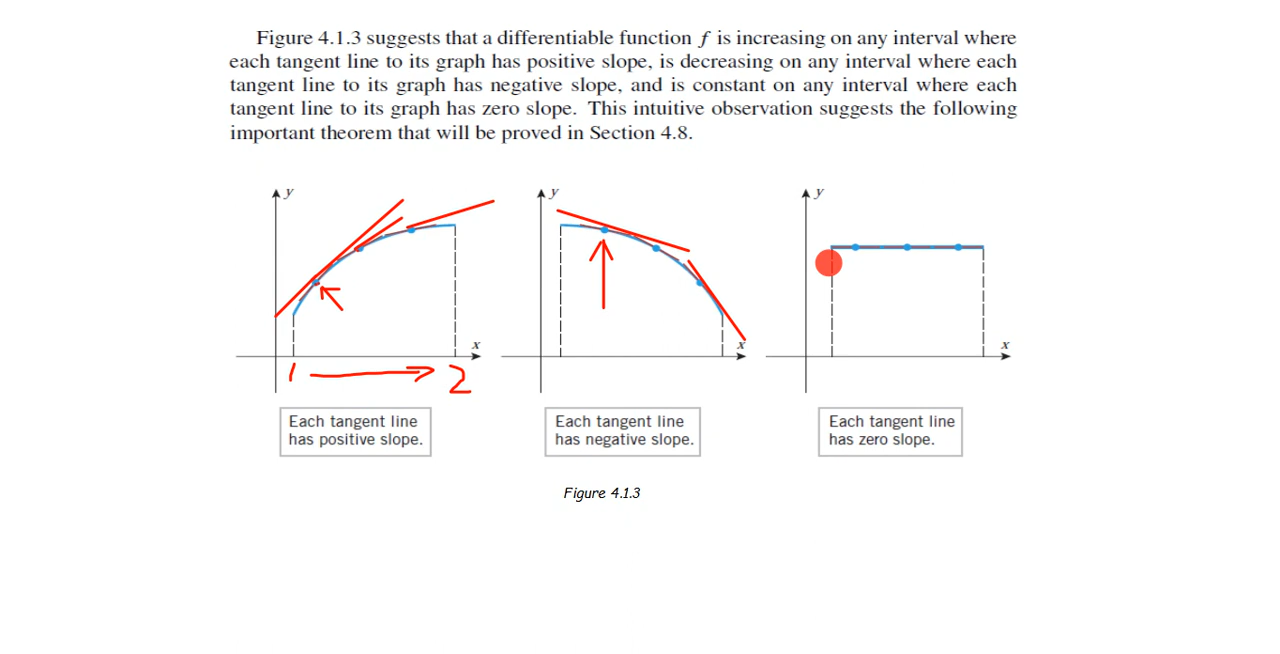 Figure 4.1.3 suggests that a differentiable function f is increasing on any interval where
each tangent line to its graph has positive slope, is decreasing on any interval where each
tangent line to its graph has negative slope, and is constant on any interval where each
tangent line to its graph has zero slope. This intuitive observation suggests the following
important theorem that will be proved in Section 4.8.
y
x
1
2
Each tangent line
has positive slope.
y
x
Each tangent line
has negative slope.
y
x
Each tangent line
has zero slope.
Figure 4.1.3